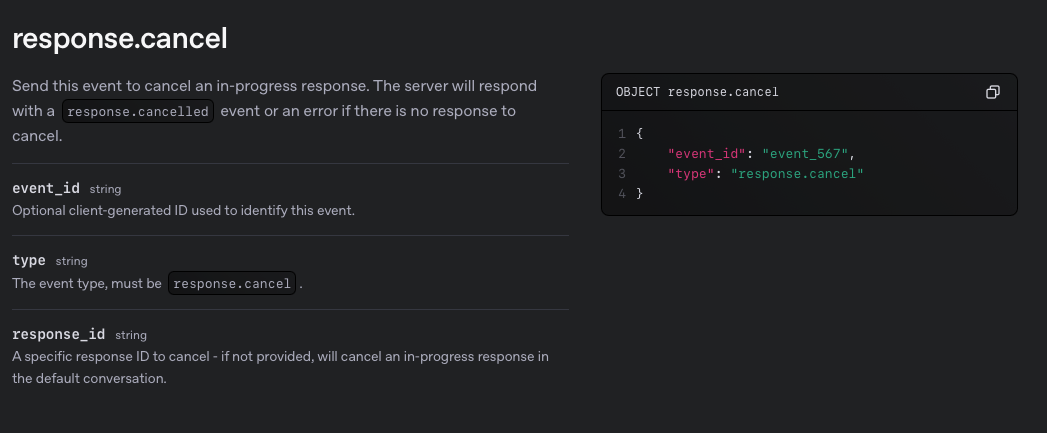 response.cancel
Send this event to cancel an in-progress response. The server will respond
with a response.cancelled event or an error if there is no response to
cancel.
event_id string
Optional client-generated ID used to identify this event.
type string
The event type, must be response.cancel .
response_id string
A specific response ID to cancel - if not provided, will cancel an in-progress response in
the default conversation.
OBJECT response.cancel
1 {
2     "event_id": "event_567",
3     "type": "response.cancel"
4 }